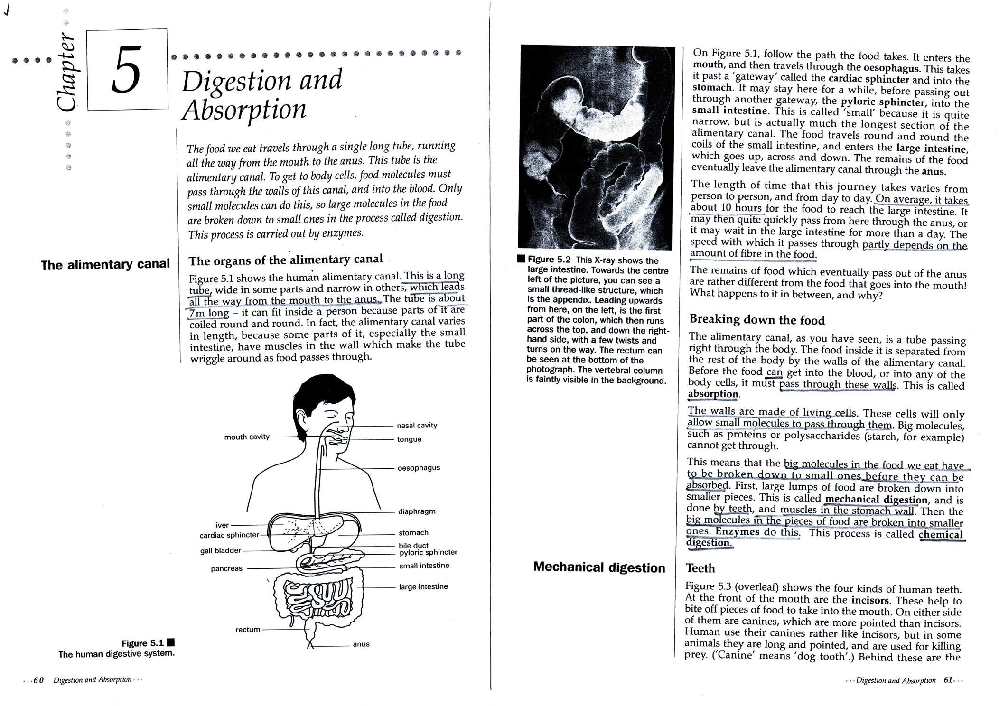 Chapter
5
Digestion and
Absorption
The food we eat travels through a single long tube, running
all the way from the mouth to the anus. This tube is the
alimentary canal. To get to body cells, food molecules must
pass through the walls of this canal, and into the blood. Only
small molecules can do this, so large molecules in the food
are broken down to small ones in the process called digestion.
This process is carried out by enzymes.
The alimentary canal
The organs of the alimentary canal
Figure 5.1 shows the human alimentary canal. This is a long
tube, wide in some parts and narrow in others, which leads
all the way from the mouth to the anus. The tube is about
7m long – it can fit inside a person because parts of it are
coiled round and round. In fact, the alimentary canal varies
in length, because some parts of it, especially the small
intestine, have muscles in the wall which make the tube
wriggle around as food passes through.
nasal cavity
mouth cavity
tongue
oesophagus
diaphragm
liver
stomach
cardiac sphincter
bile duct
gall bladder
pyloric sphincter
pancreas
small intestine
large intestine
rectum
anus
Figure 5.1 ■
The human digestive system.
60 Digestion and Absorption
■ Figure 5.2 This X-ray shows the
large intestine. Towards the centre
left of the picture, you can see a
small thread-like structure, which
is the appendix. Leading upwards
from here, on the left, is the first
part of the colon, which then runs
across the top, and down the right-
hand side, with a few twists and
turns on the way. The rectum can
be seen at the bottom of the
photograph. The vertebral column
is faintly visible in the background.
On Figure 5.1, follow the path the food takes. It enters the
mouth, and then travels through the oesophagus. This takes
it past a 'gateway' called the cardiac sphincter and into the
stomach. It may stay here for a while, before passing out
through another gateway, the pyloric sphincter, into the
small intestine. This is called 'small' because it is quite
narrow, but is actually much the longest section of the
alimentary canal. The food travels round and round the
coils of the small intestine, and enters the large intestine,
which goes up, across and down. The remains of the food
eventually leave the alimentary canal through the anus.
The length of time that this journey takes varies from
person to person, and from day to day. On average, it takes
about 10 hours for the food to reach the large intestine. It
may then quite quickly pass from here through the anus, or
it may wait in the large intestine for more than a day. The
speed with which it passes through partly depends on the
amount of fibre in the food.
The remains of food which eventually pass out of the anus
are rather different from the food that goes into the mouth!
What happens to it in between, and why?
Breaking down the food
The alimentary canal, as you have seen, is a tube passing
right through the body. The food inside it is separated from
the rest of the body by the walls of the alimentary canal.
Before the food can get into the blood, or into any of the
body cells, it must pass through these walls. This is called
absorption.
The walls are made of living cells. These cells will only
allow small molecules to pass through them. Big molecules,
such as proteins or polysaccharides (starch, for example)
cannot get through.
This means that the big molecules in the food we eat have
to be broken down to small ones before they can be
absorbed. First, large lumps of food are broken down into
smaller pieces. This is called mechanical digestion, and is
done by teeth, and muscles in the stomach wall. Then the
big molecules in the pieces of food are broken into smaller
ones. Enzymes do this. This process is called chemical
digestion.
Mechanical digestion
Teeth
Figure 5.3 (overleaf) shows the four kinds of human teeth.
At the front of the mouth are the incisors. These help to
bite off pieces of food to take into the mouth. On either side
of them are canines, which are more pointed than incisors.
Human use their canines rather like incisors, but in some
animals they are long and pointed, and are used for killing
prey. ('Canine' means 'dog tooth'.) Behind these are the
Digestion and Absorption 61